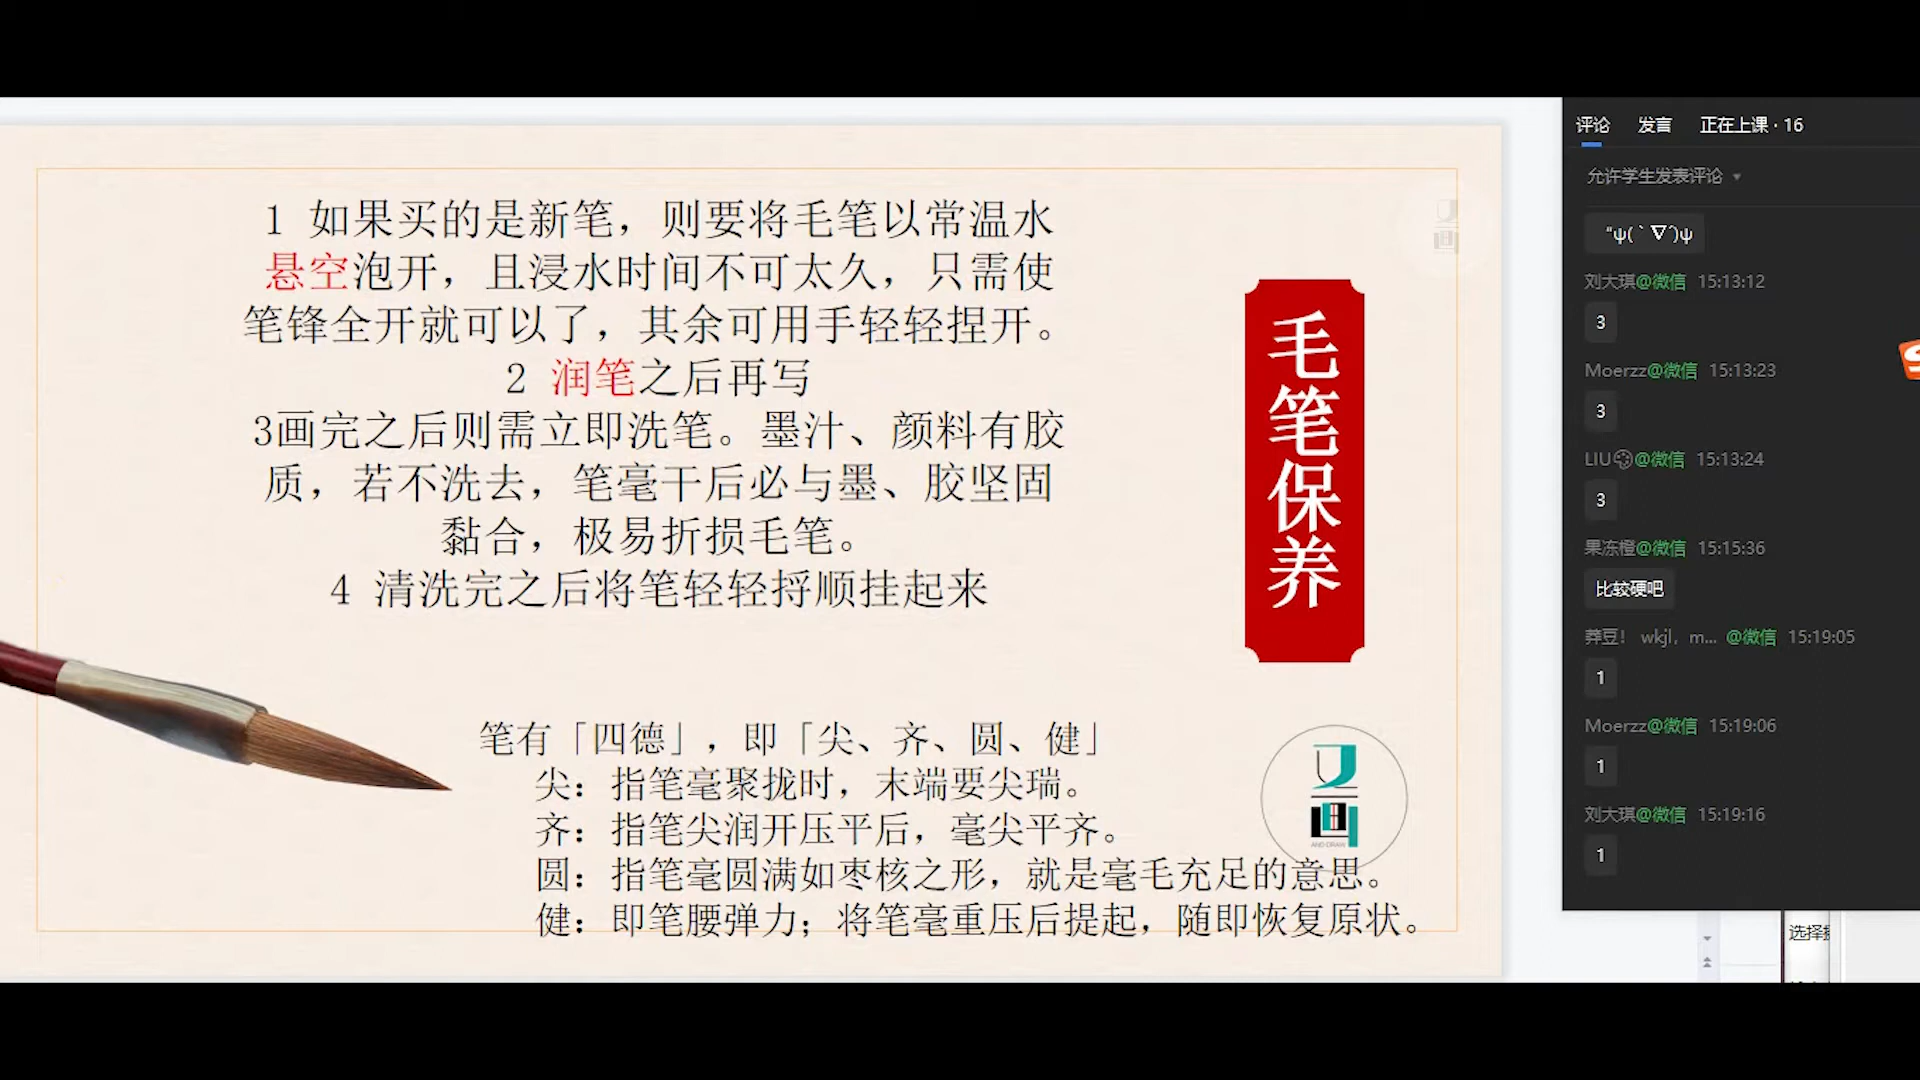 1 如果买的是新笔，则要将毛笔以常温水
悬空泡开，且浸水时间不可太久，只需使
笔锋全开就可以了，其余可用手轻轻捏开。
2 润笔之后再写
3画完之后则需立即洗笔。墨汁、颜料有胶
质，若不洗去，笔毫干后必与墨、胶坚固
黏合，极易折损毛笔。
4 清洗完之后将笔轻轻捋顺挂起来
毛笔保养
笔有「四德」，即「尖、齐、圆、健」
尖：指笔毫聚拢时，末端要尖瑞。
齐：指笔尖润开压平后，毫尖平齐。
圆：指笔毫圆满如枣核之形，就是毫毛充足的意思。
健：即笔腰弹力；将笔毫重压后提起，随即恢复原状。
评论 发言 正在上课·16
允许学生发表评论
“ψ(｀∇´)ψ
刘大琪@微信 15:13:12
3
Moerzz@微信 15:13:23
3
LIU@微信 15:13:24
3
果冻橙@微信 15:15:36
比较硬吧
莽豆！ wkjl，m... @微信 15:19:05
1
Moerzz@微信 15:19:06
1
刘大琪@微信 15:19:16
1
选择